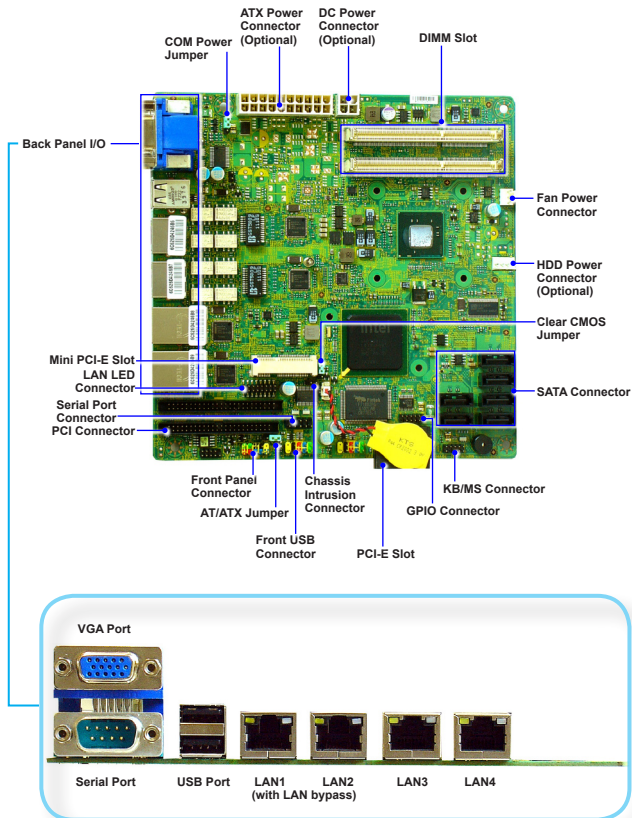 ATX Power
Connector
(Optional)
DC Power
Connector
(Optional)
COM Power
Jumper
DIMM Slot
Back Panel I/O
Fan Power
Connector
HDD Power
Connector
(Optional)
Clear CMOS
Jumper
Mini PCI-E Slot
LAN LED
Connector
SATA Connector
Serial Port
Connector
PCI Connector
intel
KTS
Front Panel
Connector
Chassis
Intrusion
Connector
KB/MS Connector
AT/ATX Jumper
GPIO Connector
Front USB
Connector
PCI-E Slot
VGA Port
Serial Port
USB Port
LAN1
LAN2
(with LAN bypass)
LAN3
LAN4